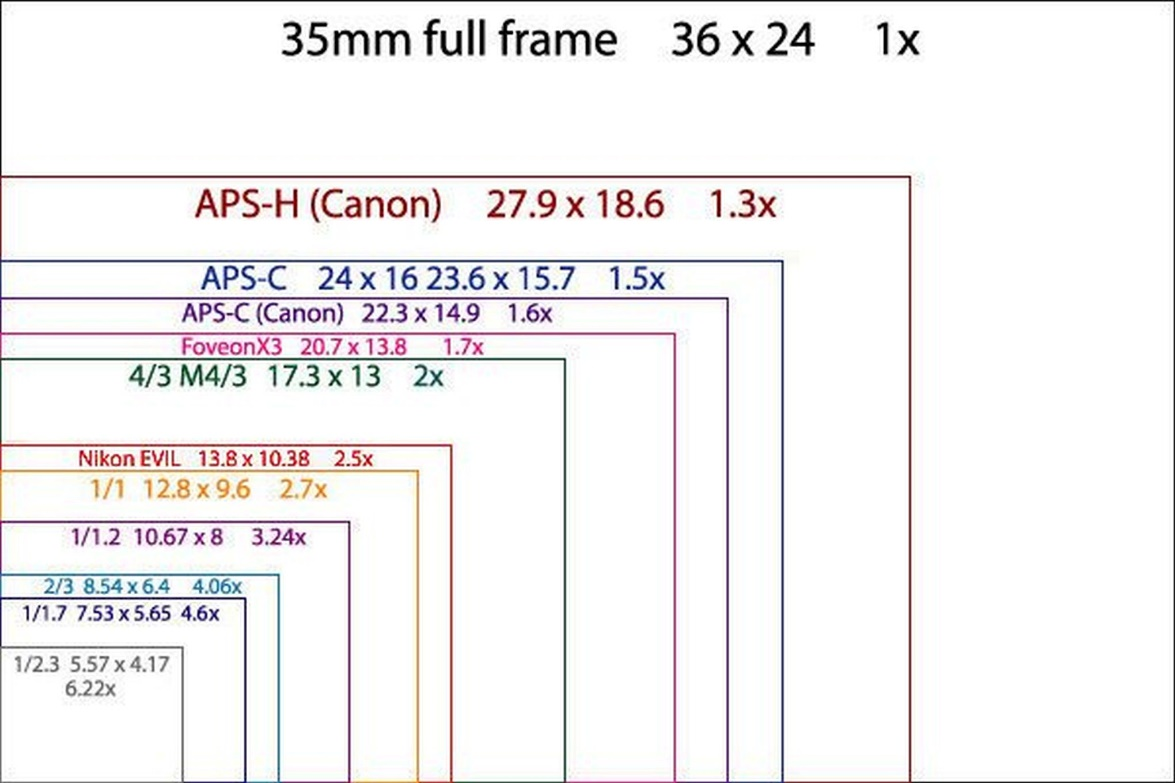 35mm full frame 36 x 24 1x
APS-H (Canon) 27.9 x 18.6 1.3x
APS-C 24 x 16 23.6 x 15.7 1.5x
APS-C (Canon) 22.3 x 14.9 1.6x
FoveonX3 20.7 x 13.8 1.7x
4/3 M4/3 17.3 x 13 2x
Nikon EVIL 13.8 x 10.38 2.5x
1/1 12.8 x 9.6 2.7x
1/1.2 10.67 x 8 3.24x
2/3 8.54 x 6.4 4.06x
1/1.7 7.53 x 5.65 4.6x
1/2.3 5.57 x 4.17
6.22x